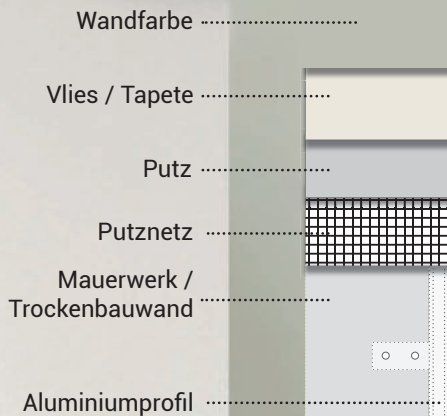 Wandfarbe
Vlies / Tapete
Putz
Putznetz
Mauerwerk /
Trockenbauwand
Aluminiumprofil